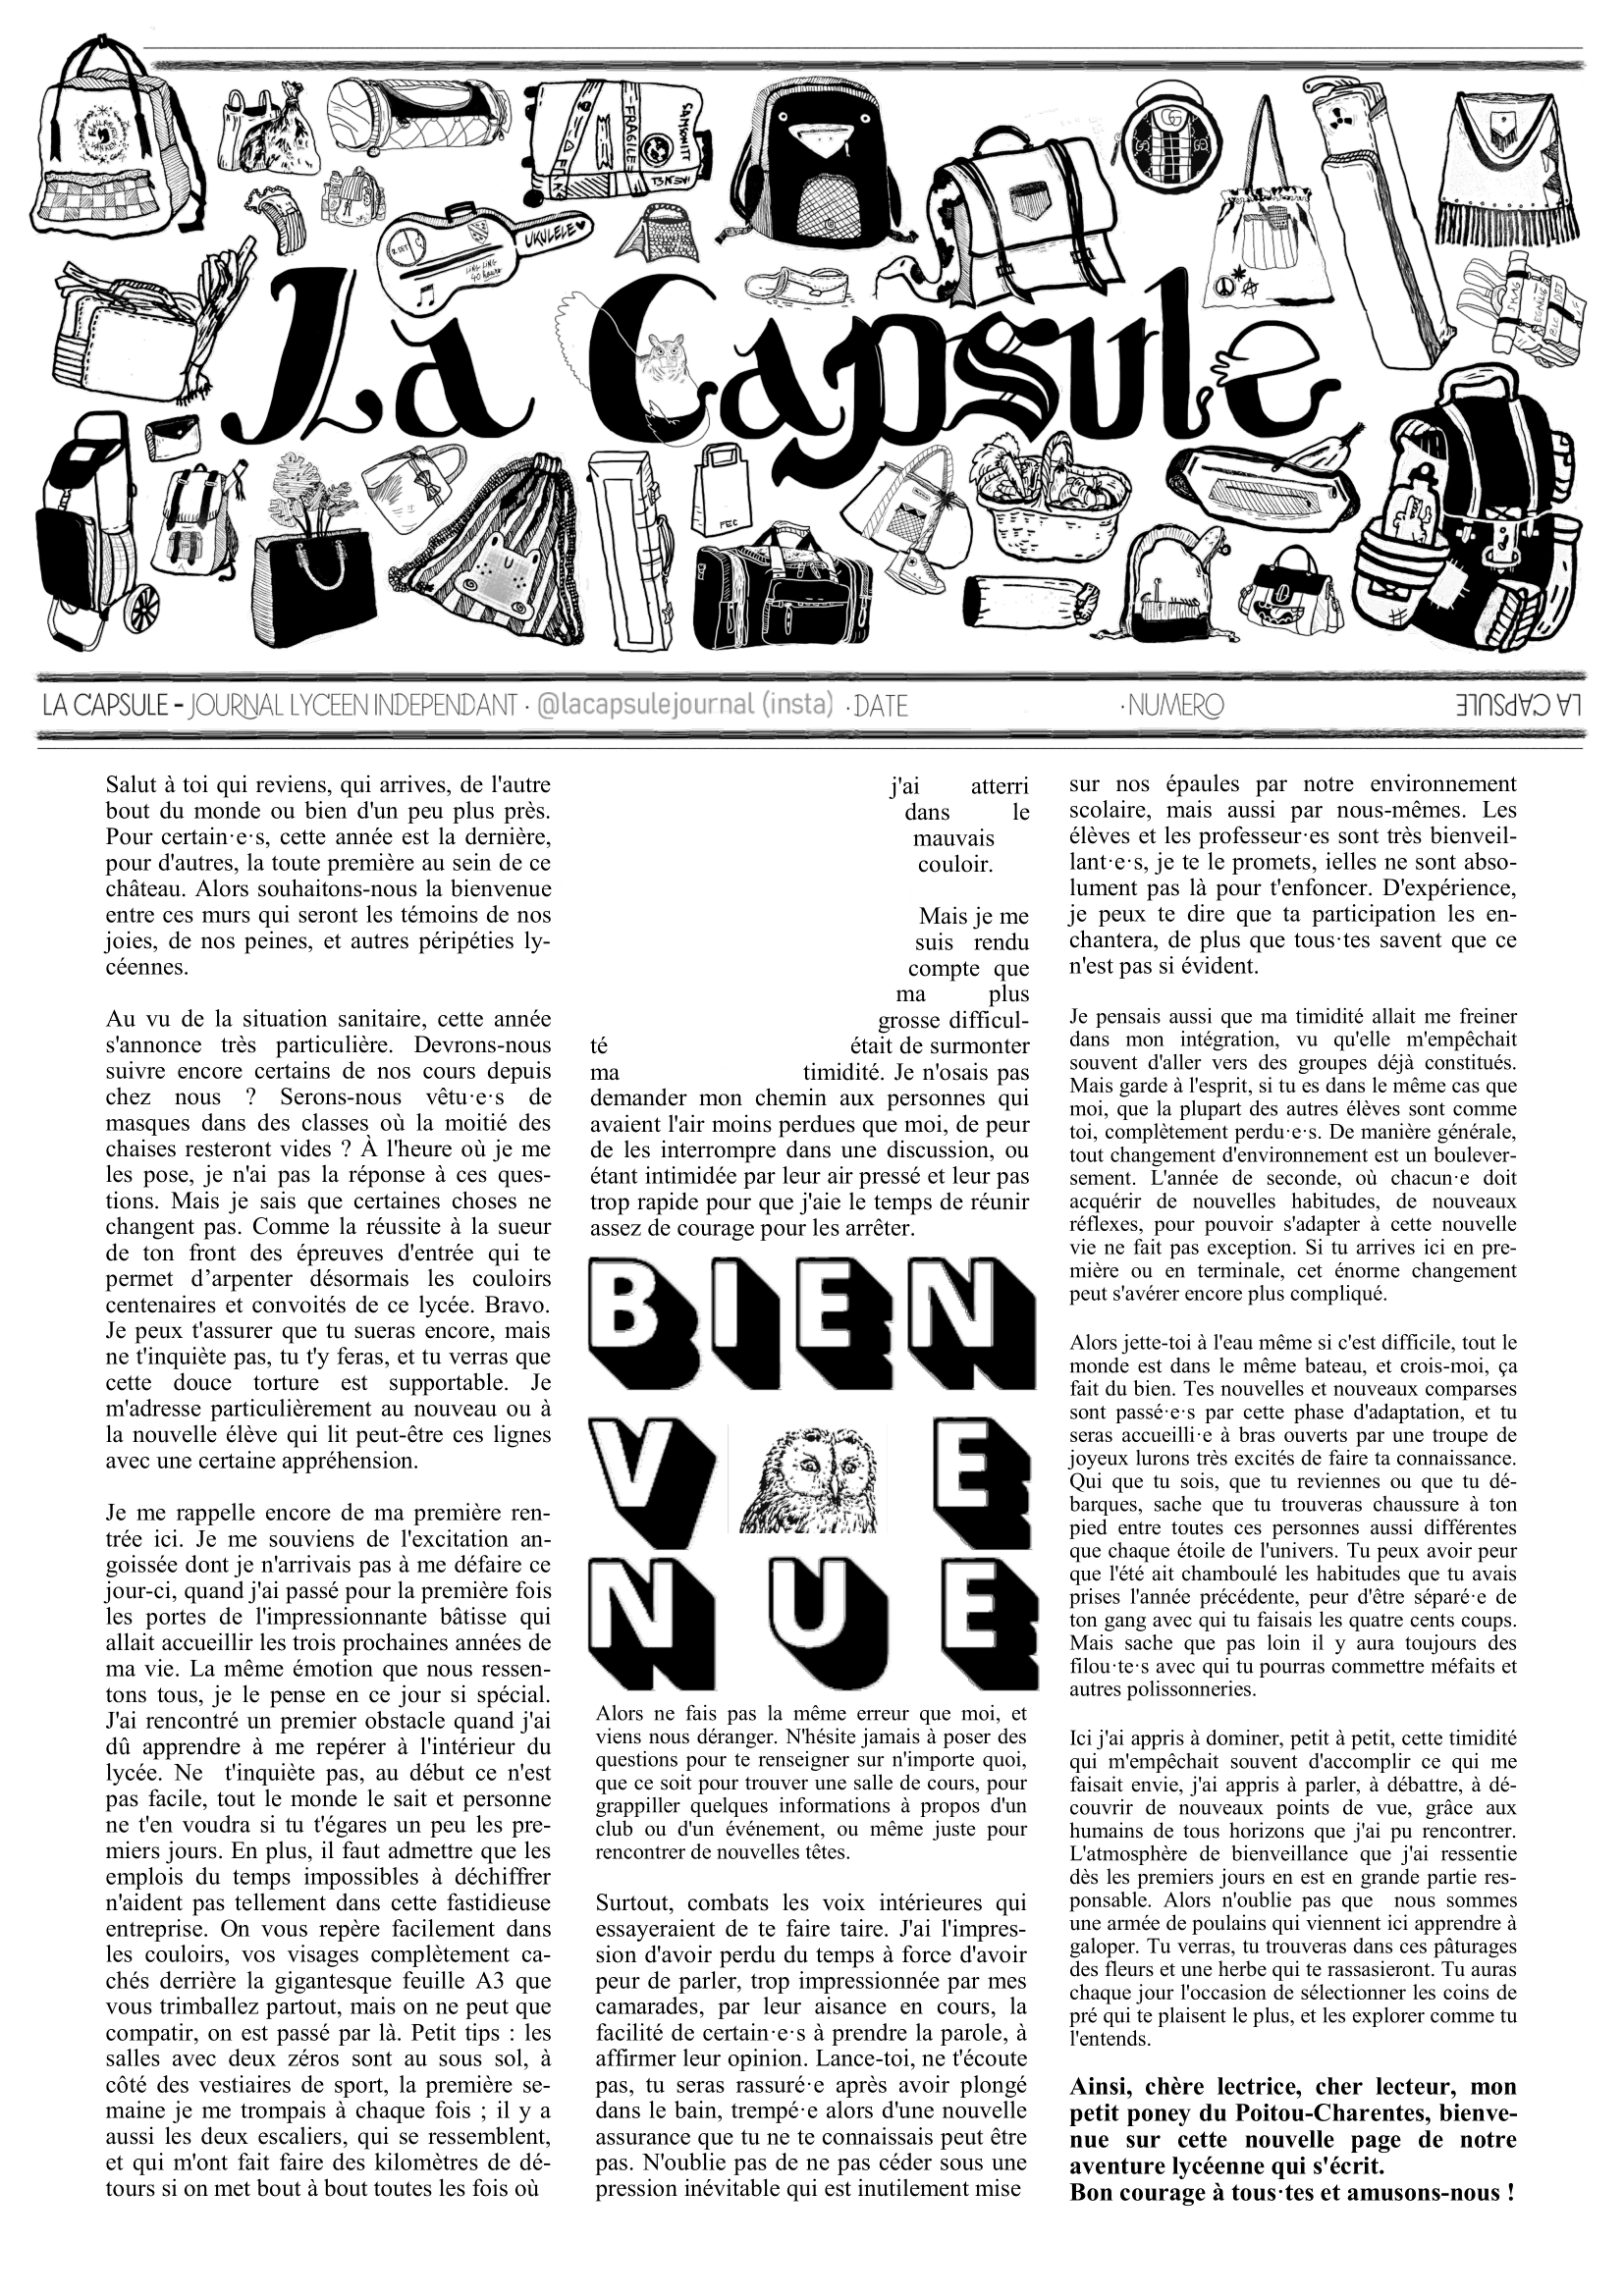 FRAGILE
SAMSONITT
UKULELE
LING LING
40 hours
La Capsule
FEC
LA CAPSULE - JOURNAL LYCEEN INDEPENDANT · @lacapsulejournal (insta) · DATE · NUMERO LA CAPSULE
Salut à toi qui reviens, qui arrives, de l'autre
bout du monde ou bien d'un peu plus près.
Pour certain·e·s, cette année est la dernière,
pour d'autres, la toute première au sein de ce
château. Alors souhaitons-nous la bienvenue
entre ces murs qui seront les témoins de nos
joies, de nos peines, et autres péripéties ly-
céennes.
Au vu de la situation sanitaire, cette année
s'annonce très particulière. Devrons-nous
suivre encore certains de nos cours depuis
chez nous ? Serons-nous vêtu·e·s de
masques dans des classes où la moitié des
chaises resteront vides ? À l'heure où je me
les pose, je n'ai pas la réponse à ces ques-
tions. Mais je sais que certaines choses ne
changent pas. Comme la réussite à la sueur
de ton front des épreuves d'entrée qui te
permet d’arpenter désormais les couloirs
centenaires et convoités de ce lycée. Bravo.
Je peux t'assurer que tu sueras encore, mais
ne t'inquiète pas, tu t'y feras, et tu verras que
cette douce torture est supportable. Je
m'adresse particulièrement au nouveau ou à
la nouvelle élève qui lit peut-être ces lignes
avec une certaine appréhension.
Je me rappelle encore de ma première ren-
trée ici. Je me souviens de l'excitation an-
goissée dont je n'arrivais pas à me défaire ce
jour-ci, quand j'ai passé pour la première fois
les portes de l'impressionnante bâtisse qui
allait accueillir les trois prochaines années de
ma vie. La même émotion que nous ressen-
tons tous, je le pense en ce jour si spécial.
J'ai rencontré un premier obstacle quand j'ai
dû apprendre à me repérer à l'intérieur du
lycée. Ne t'inquiète pas, au début ce n'est
pas facile, tout le monde le sait et personne
ne t'en voudra si tu t'égares un peu les pre-
miers jours. En plus, il faut admettre que les
emplois du temps impossibles à déchiffrer
n'aident pas tellement dans cette fastidieuse
entreprise. On vous repère facilement dans
les couloirs, vos visages complètement ca-
chés derrière la gigantesque feuille A3 que
vous trimballez partout, mais on ne peut que
compatir, on est passé par là. Petit tips : les
salles avec deux zéros sont au sous sol, à
côté des vestiaires de sport, la première se-
maine je me trompais à chaque fois ; il y a
aussi les deux escaliers, qui se ressemblent,
et qui m'ont fait faire des kilomètres de dé-
tours si on met bout à bout toutes les fois où
j'ai atterri
dans le
mauvais
couloir.
Mais je me
suis rendu
compte que
ma plus
grosse difficul-
té était de surmonter
ma timidité. Je n'osais pas
demander mon chemin aux personnes qui
avaient l'air moins perdues que moi, de peur
de les interrompre dans une discussion, ou
étant intimidée par leur air pressé et leur pas
trop rapide pour que j'aie le temps de réunir
assez de courage pour les arrêter.
BIEN
V E
NUE
Alors ne fais pas la même erreur que moi, et
viens nous déranger. N'hésite jamais à poser des
questions pour te renseigner sur n'importe quoi,
que ce soit pour trouver une salle de cours, pour
grappiller quelques informations à propos d'un
club ou d'un événement, ou même juste pour
rencontrer de nouvelles têtes.
Surtout, combats les voix intérieures qui
essayeraient de te faire taire. J'ai l'impres-
sion d'avoir perdu du temps à force d'avoir
peur de parler, trop impressionnée par mes
camarades, par leur aisance en cours, la
facilité de certain·e·s à prendre la parole, à
affirmer leur opinion. Lance-toi, ne t'écoute
pas, tu seras rassuré·e après avoir plongé
dans le bain, trempé·e alors d'une nouvelle
assurance que tu ne te connaissais peut être
pas. N'oublie pas de ne pas céder sous une
pression inévitable qui est inutilement mise
sur nos épaules par notre environnement
scolaire, mais aussi par nous-mêmes. Les
élèves et les professeur·es sont très bienveil-
lant·e·s, je te le promets, ielles ne sont abso-
lument pas là pour t'enfoncer. D'expérience,
je peux te dire que ta participation les en-
chantera, de plus que tous·tes savent que ce
n'est pas si évident.
Je pensais aussi que ma timidité allait me freiner
dans mon intégration, vu qu'elle m'empêchait
souvent d'aller vers des groupes déjà constitués.
Mais garde à l'esprit, si tu es dans le même cas que
moi, que la plupart des autres élèves sont comme
toi, complètement perdu·e·s. De manière générale,
tout changement d'environnement est un boulever-
sement. L'année de seconde, où chacun·e doit
acquérir de nouvelles habitudes, de nouveaux
réflexes, pour pouvoir s'adapter à cette nouvelle
vie ne fait pas exception. Si tu arrives ici en pre-
mière ou en terminale, cet énorme changement
peut s'avérer encore plus compliqué.
Alors jette-toi à l'eau même si c'est difficile, tout le
monde est dans le même bateau, et crois-moi, ça
fait du bien. Tes nouvelles et nouveaux comparses
sont passé·e·s par cette phase d'adaptation, et tu
seras accueilli·e à bras ouverts par une troupe de
joyeux lurons très excités de faire ta connaissance.
Qui que tu sois, que tu reviennes ou que tu dé-
barques, sache que tu trouveras chaussure à ton
pied entre toutes ces personnes aussi différentes
que chaque étoile de l'univers. Tu peux avoir peur
que l'été ait chamboulé les habitudes que tu avais
prises l'année précédente, peur d'être séparé·e de
ton gang avec qui tu faisais les quatre cents coups.
Mais sache que pas loin il y aura toujours des
filou·te·s avec qui tu pourras commettre méfaits et
autres polissonneries.
Ici j'ai appris à dominer, petit à petit, cette timidité
qui m'empêchait souvent d'accomplir ce qui me
faisait envie, j'ai appris à parler, à débattre, à dé-
couvrir de nouveaux points de vue, grâce aux
humains de tous horizons que j'ai pu rencontrer.
L'atmosphère de bienveillance que j'ai ressentie
dès les premiers jours en est en grande partie res-
ponsable. Alors n'oublie pas que nous sommes
une armée de poulains qui viennent ici apprendre à
galoper. Tu verras, tu trouveras dans ces pâturages
des fleurs et une herbe qui te rassasieront. Tu auras
chaque jour l'occasion de sélectionner les coins de
pré qui te plaisent le plus, et les explorer comme tu
l'entends.
Ainsi, chère lectrice, cher lecteur, mon
petit poney du Poitou-Charentes, bienve-
nue sur cette nouvelle page de notre
aventure lycéenne qui s'écrit.
Bon courage à tous·tes et amusons-nous !